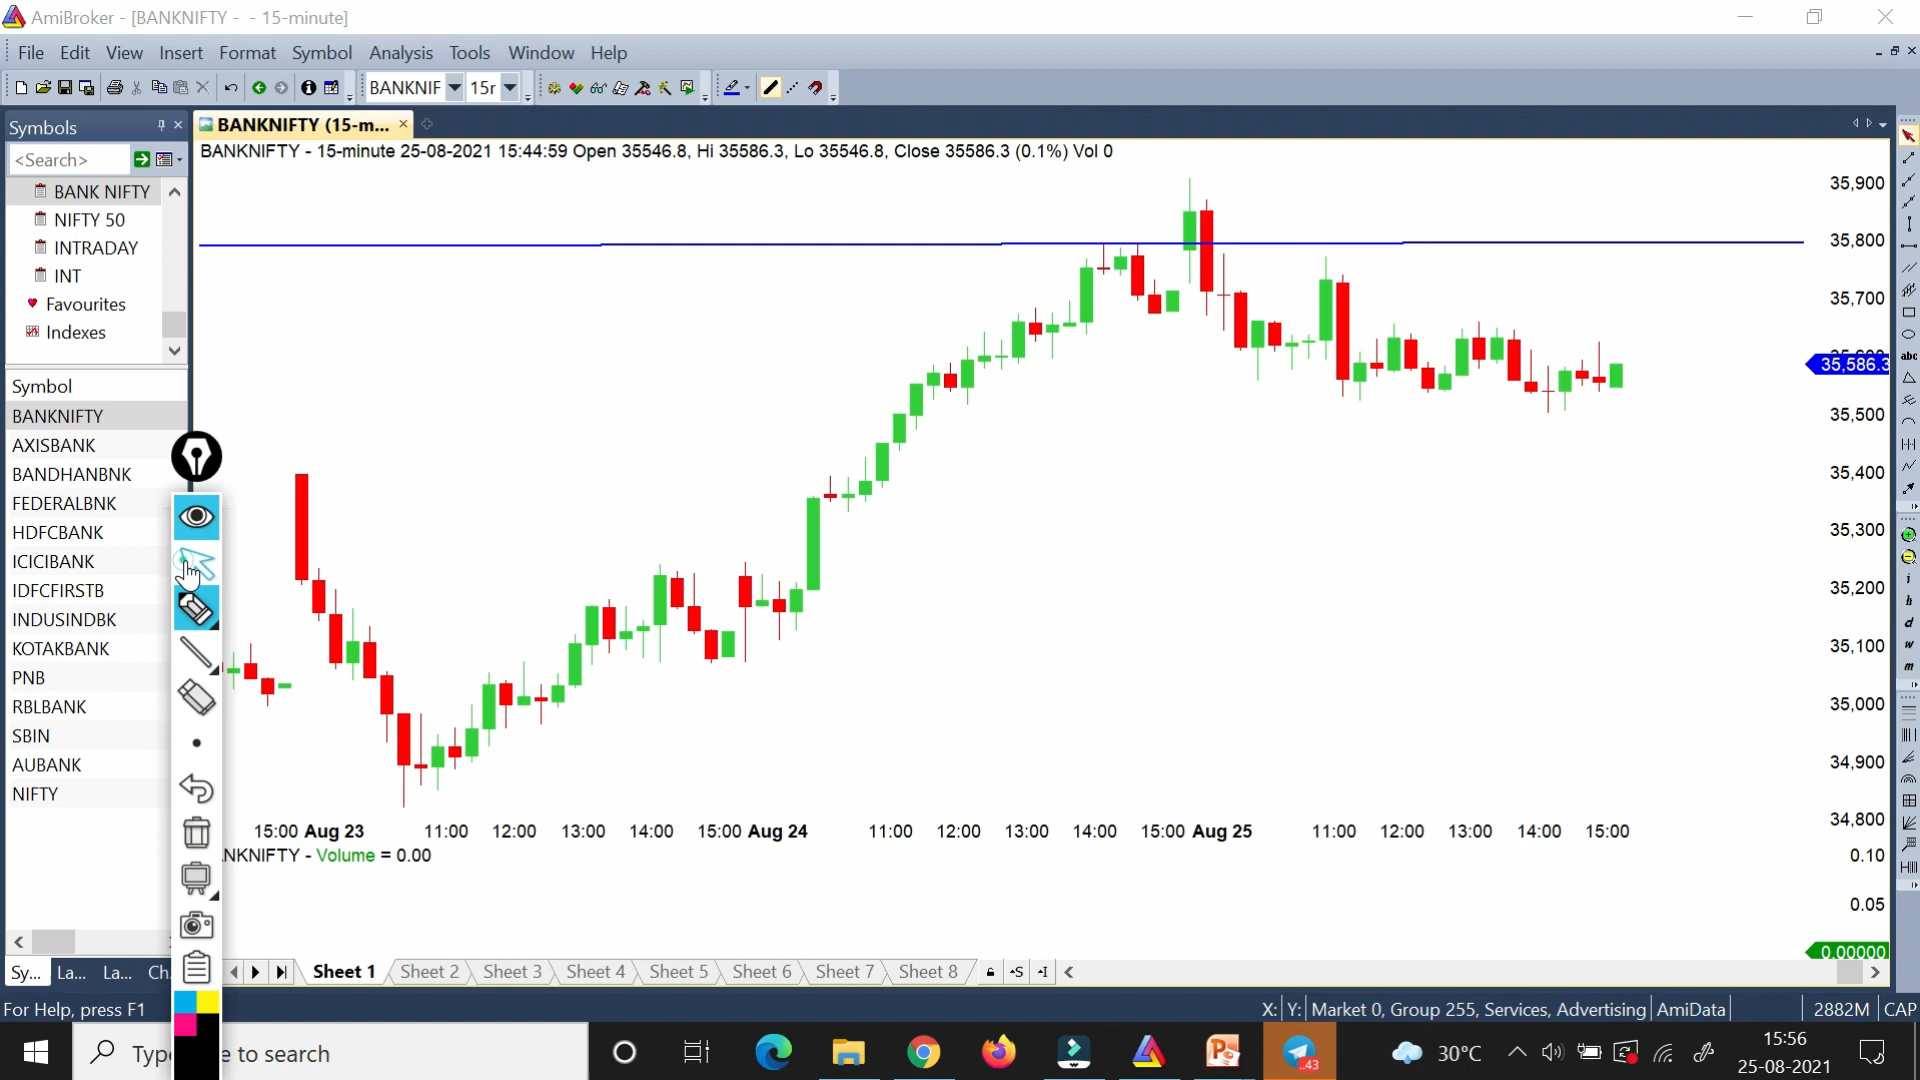 AmiBroker - [BANKNIFTY -  - 15-minute]
File Edit View Insert Format Symbol Analysis Tools Window Help
BANKNIF 15r
Symbols
BANKNIFTY (15-m...
<Search>
BANKNIFTY - 15-minute 25-08-2021 15:44:59 Open 35546.8, Hi 35586.3, Lo 35546.8, Close 35586.3 (0.1%) Vol 0
BANK NIFTY
NIFTY 50
INTRADAY
INT
Favourites
Indexes
Symbol
BANKNIFTY
AXISBANK
BANDHANBNK
FEDERALBNK
HDFCBANK
ICICIBANK
IDFCFIRSTB
INDUSINDBK
KOTAKBANK
PNB
RBLBANK
SBIN
AUBANK
NIFTY
35,900
35,800
35,700
35,586.3
35,500
35,400
35,300
35,200
35,100
35,000
34,900
34,800
15:00 Aug 23 11:00 12:00 13:00 14:00 15:00 Aug 24 11:00 12:00 13:00 14:00 15:00 Aug 25 11:00 12:00 13:00 14:00 15:00
NKNIFTY - Volume = 0.00
0.10
0.05
0.00000
abc
i
h
d
w
m
Sy... La... La... Ch
Sheet 1 Sheet 2 Sheet 3 Sheet 4 Sheet 5 Sheet 6 Sheet 7 Sheet 8
For Help, press F1
X: Y: Market 0, Group 255, Services, Advertising AmiData 2882M CAP
Typ e to search
43
30°C
15:56
25-08-2021